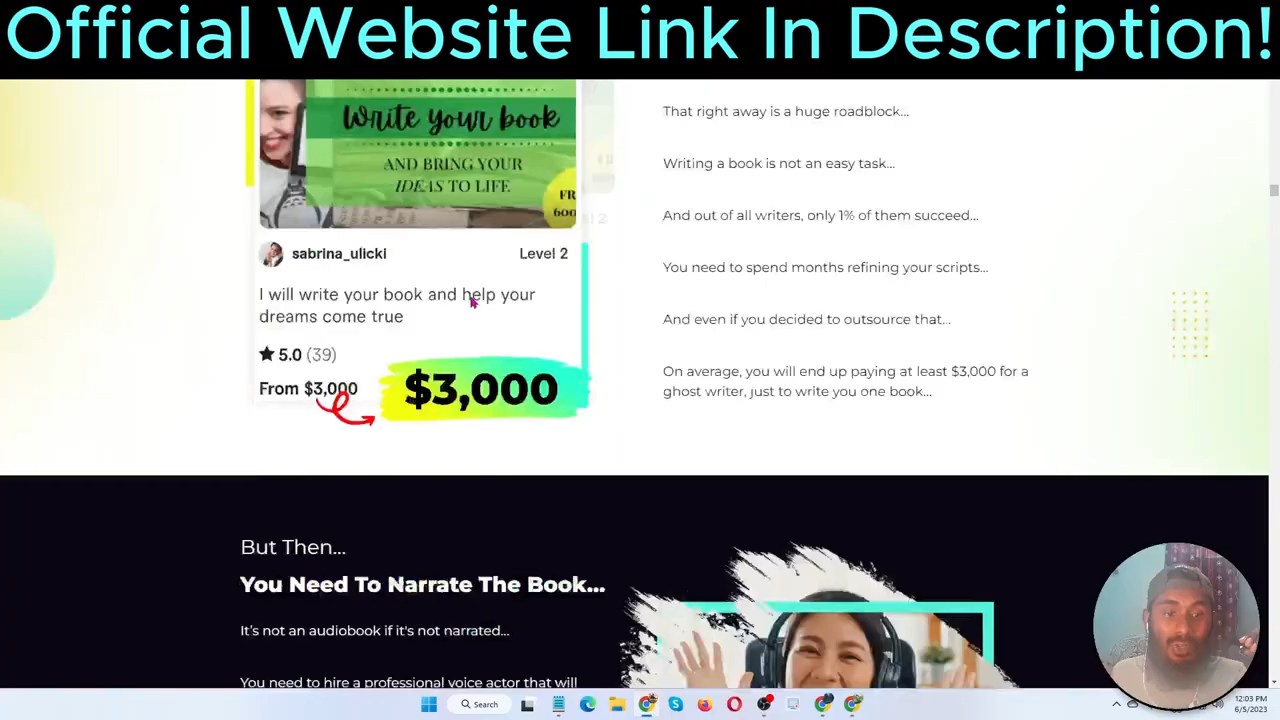 Official Website Link In Description!
Write your book
AND BRING YOUR
IDEAS TO LIFE
FR
600
sabrina_ulicki
Level 2
I will write your book and help your
dreams come true
5.0 (39)
From $3,000
$3,000
That right away is a huge roadblock...
Writing a book is not an easy task...
And out of all writers, only 1% of them succeed...
You need to spend months refining your scripts...
And even if you decided to outsource that...
On average, you will end up paying at least $3,000 for a
ghost writer, just to write you one book...
But Then...
You Need To Narrate The Book...
It's not an audiobook if it's not narrated...
You need to hire a professional voice actor that will
Search
12:03 PM
6/5/2023